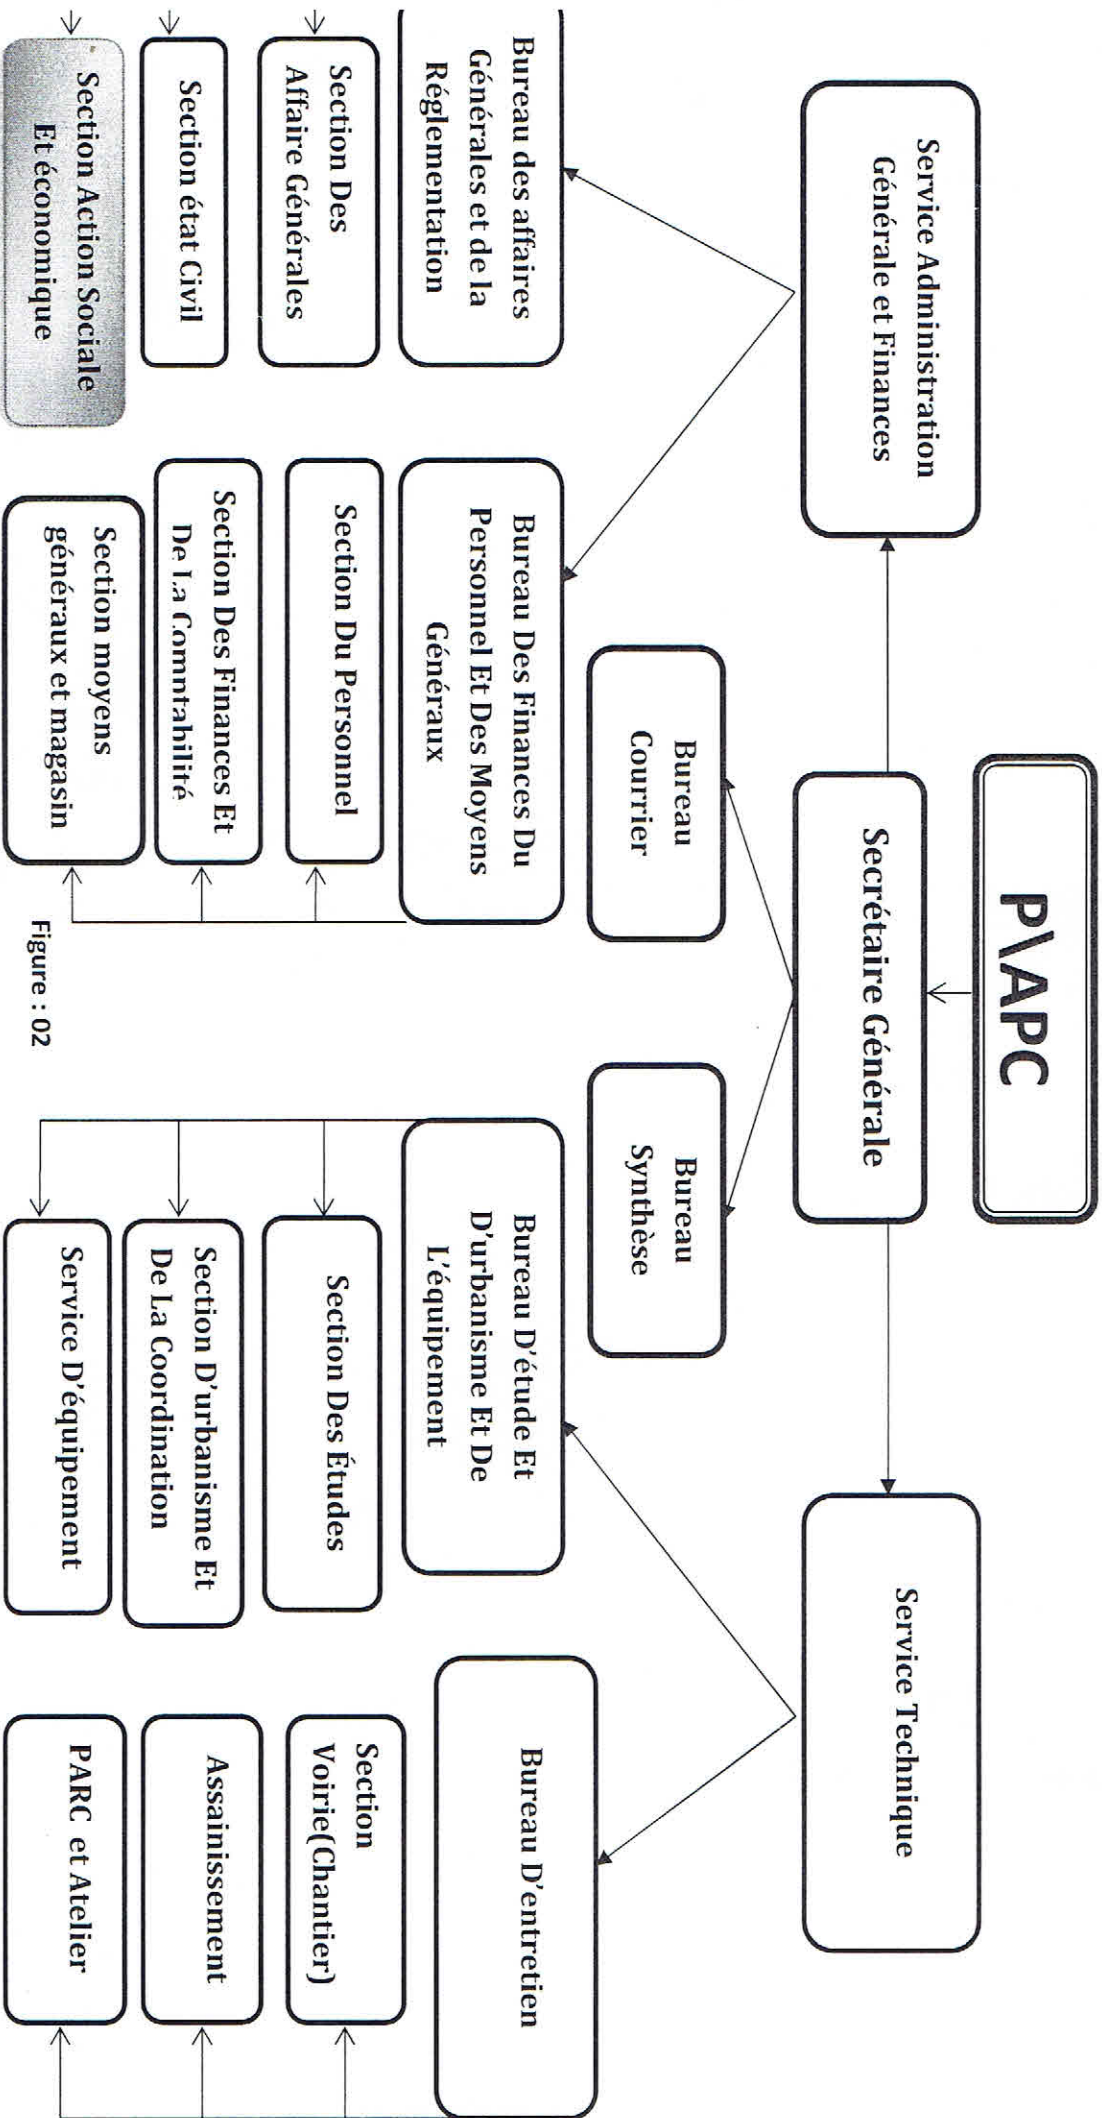 P\APC
Secrétaire Générale
Service Administration
Générale et Finances
Service Technique
Bureau
Courrier
Bureau
Synthèse
Bureau des affaires
Générales et de la
Réglementation
Bureau Des Finances Du
Personnel Et Des Moyens
Généraux
Bureau D'étude Et
D'urbanisme Et De
L'équipement
Bureau D'entretien
Section Des
Affaire Générales
Section état Civil
Section Action Sociale
Et économique
Section Du Personnel
Section Des Finances Et
De La Comptabilité
Section moyens
généraux et magasin
Section Des Études
Section D'urbanisme Et
De La Coordination
Service D'équipement
Section
Voirie(Chantier)
Assainissement
PARC et Atelier
Figure : 02